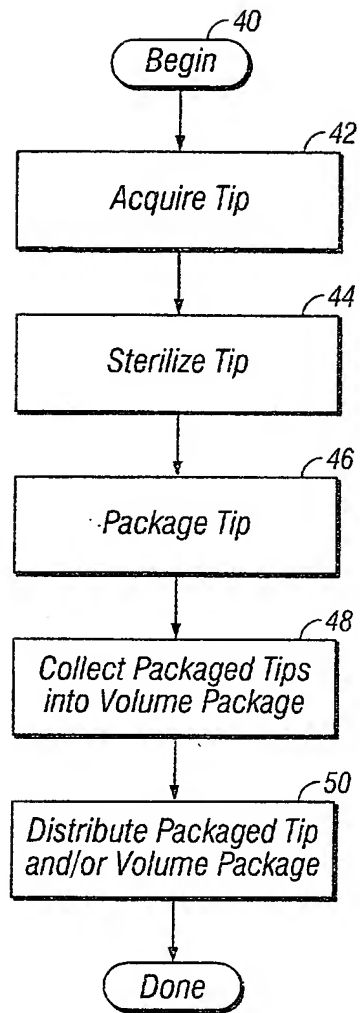 40
Begin
42
Acquire Tip
44
Sterilize Tip
46
Package Tip
48
Collect Packaged Tips
into Volume Package
50
Distribute Packaged Tip
and/or Volume Package
Done